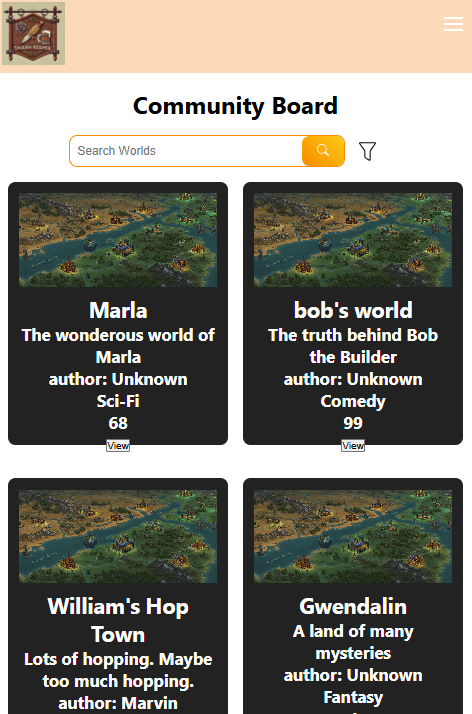 TAVERN KEEPER
Community Board
Search Worlds
Marla
The wonderous world of
Marla
author: Unknown
Sci-Fi
68
View
bob's world
The truth behind Bob
the Builder
author: Unknown
Comedy
99
View
William's Hop
Town
Lots of hopping. Maybe
too much hopping.
author: Marvin
Gwendalin
A land of many
mysteries
author: Unknown
Fantasy